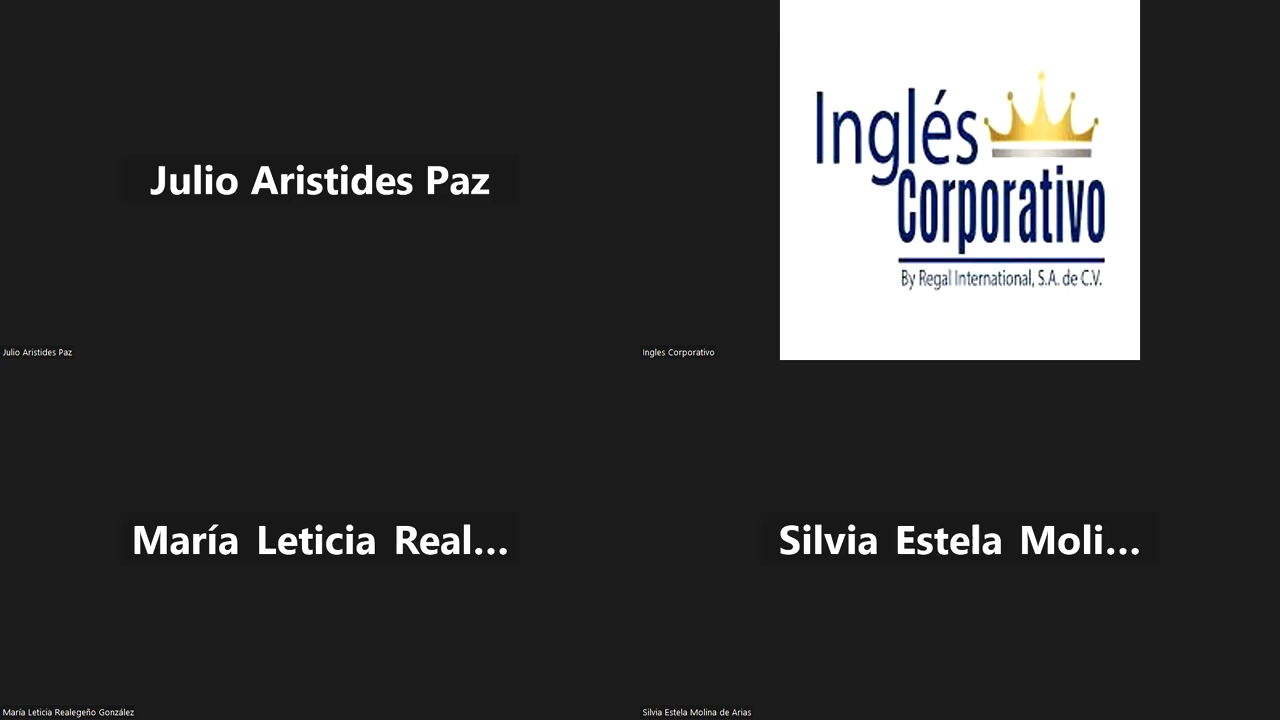 Julio Aristides Paz
Julio Aristides Paz
Inglés
Corporativo
By Regal International, S.A. de C.V.
Ingles Corporativo
María Leticia Real...
María Leticia Realegeño González
Silvia Estela Moli...
Silvia Estela Molina de Arias